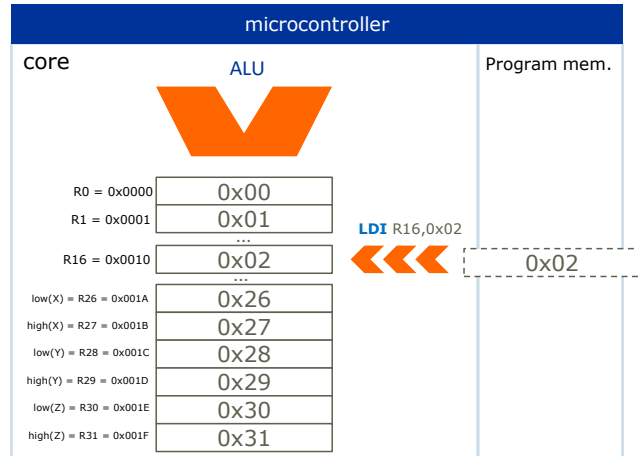 microcontroller
core
ALU
Program mem.
R0 = 0x0000 0x00
R1 = 0x0001 0x01
...
LDI R16,0x02
R16 = 0x0010 0x02 0x02
...
low(X) = R26 = 0x001A 0x26
high(X) = R27 = 0x001B 0x27
low(Y) = R28 = 0x001C 0x28
high(Y) = R29 = 0x001D 0x29
low(Z) = R30 = 0x001E 0x30
high(Z) = R31 = 0x001F 0x31